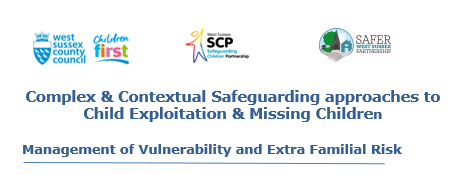 west
sussex
county
council
Children
first
West Sussex
SCP
Safeguarding
Children Partnership
SAFER
WEST SUSSEX
PARTNERSHIP
Complex & Contextual Safeguarding approaches to
Child Exploitation & Missing Children
Management of Vulnerability and Extra Familial Risk